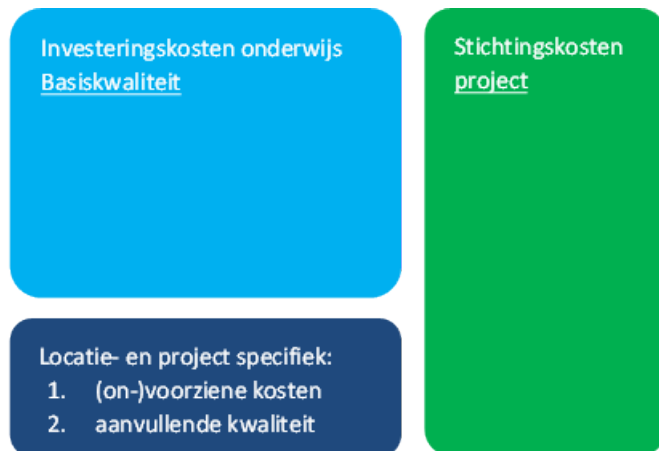 Investeringskosten onderwijs
Basiskwaliteit
Stichtingskosten
project
Locatie- en project specifiek:
1. (on-)voorziene kosten
2. aanvullende kwaliteit